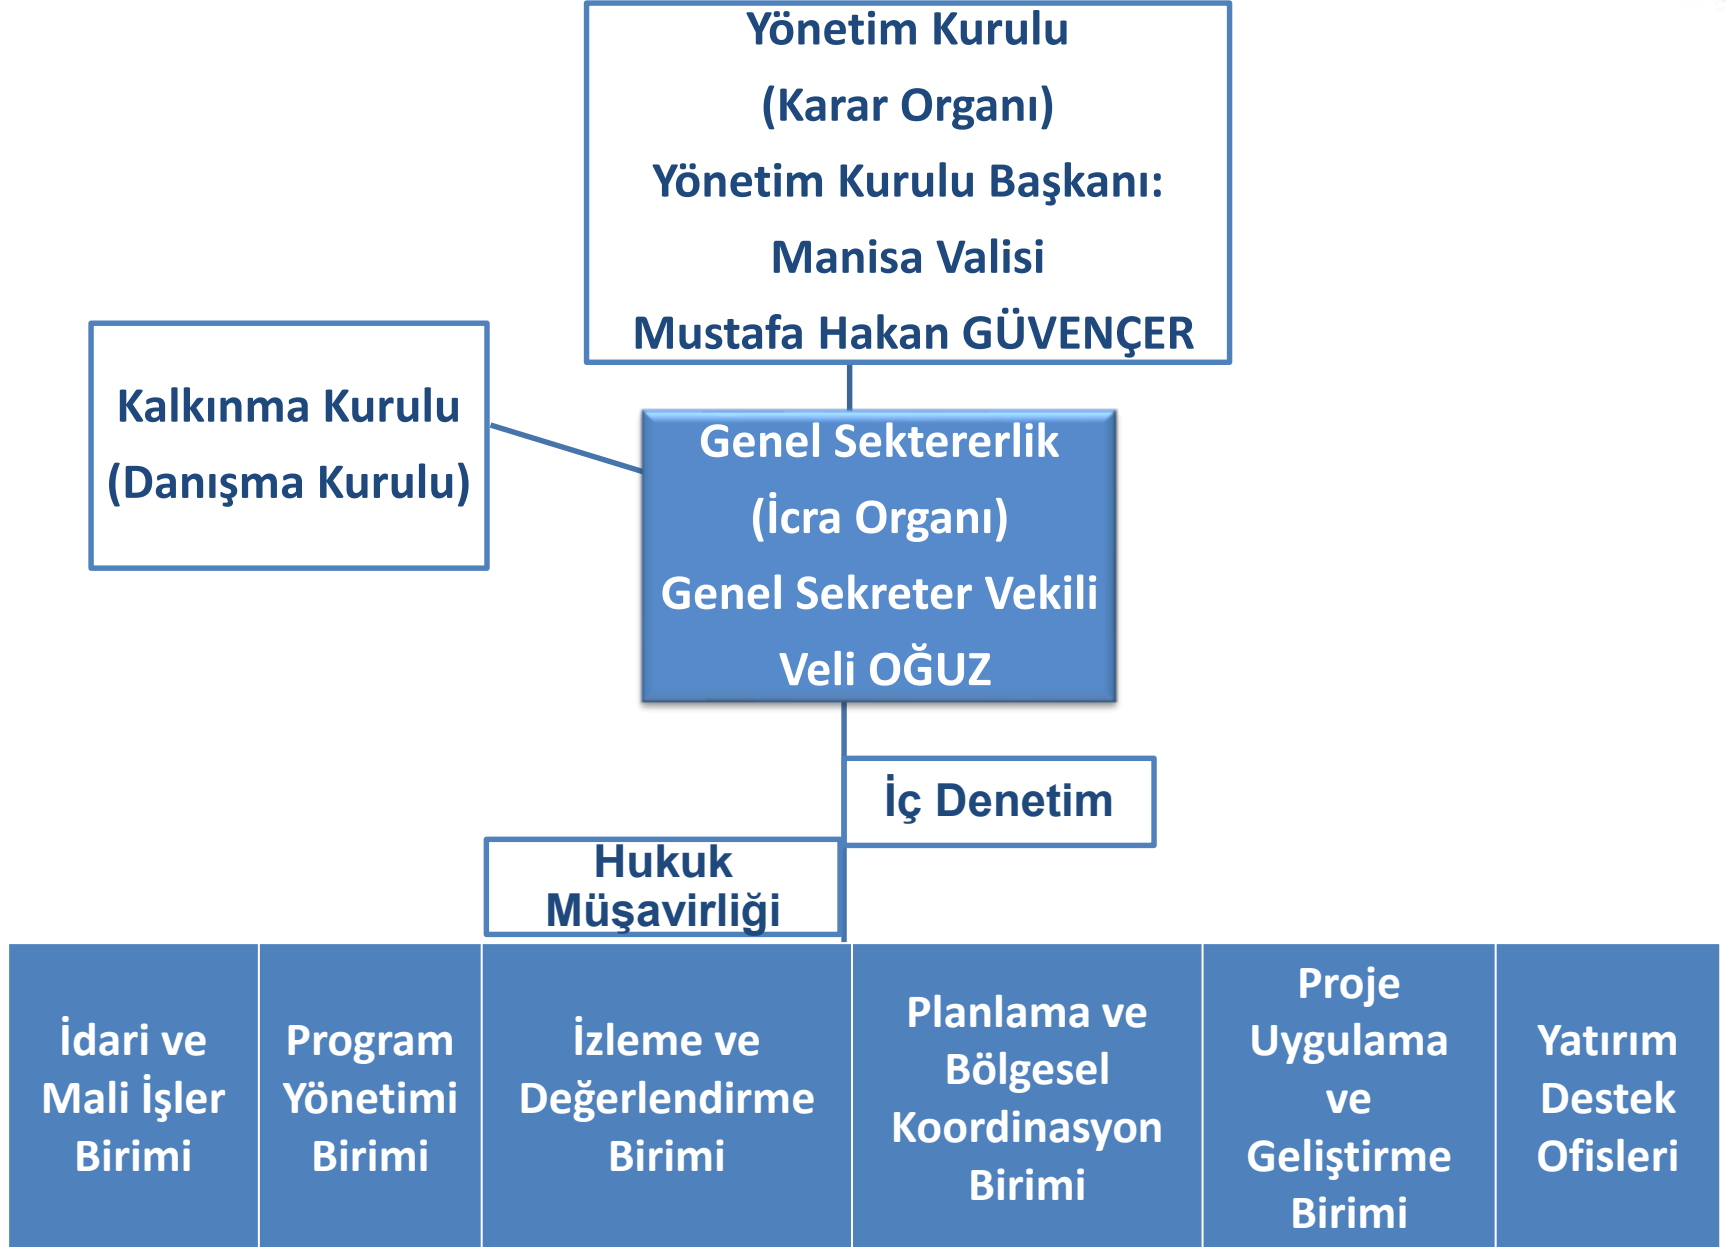 Yönetim Kurulu
(Karar Organı)
Yönetim Kurulu Başkanı:
Manisa Valisi
Mustafa Hakan GÜVENÇER
Kalkınma Kurulu
(Danışma Kurulu)
Genel Sektererlik
(İcra Organı)
Genel Sekreter Vekili
Veli OĞUZ
İç Denetim
Hukuk
Müşavirliği
İdari ve
Mali İşler
Birimi
Program
Yönetimi
Birimi
İzleme ve
Değerlendirme
Birimi
Planlama ve
Bölgesel
Koordinasyon
Birimi
Proje
Uygulama
ve
Geliştirme
Birimi
Yatırım
Destek
Ofisleri